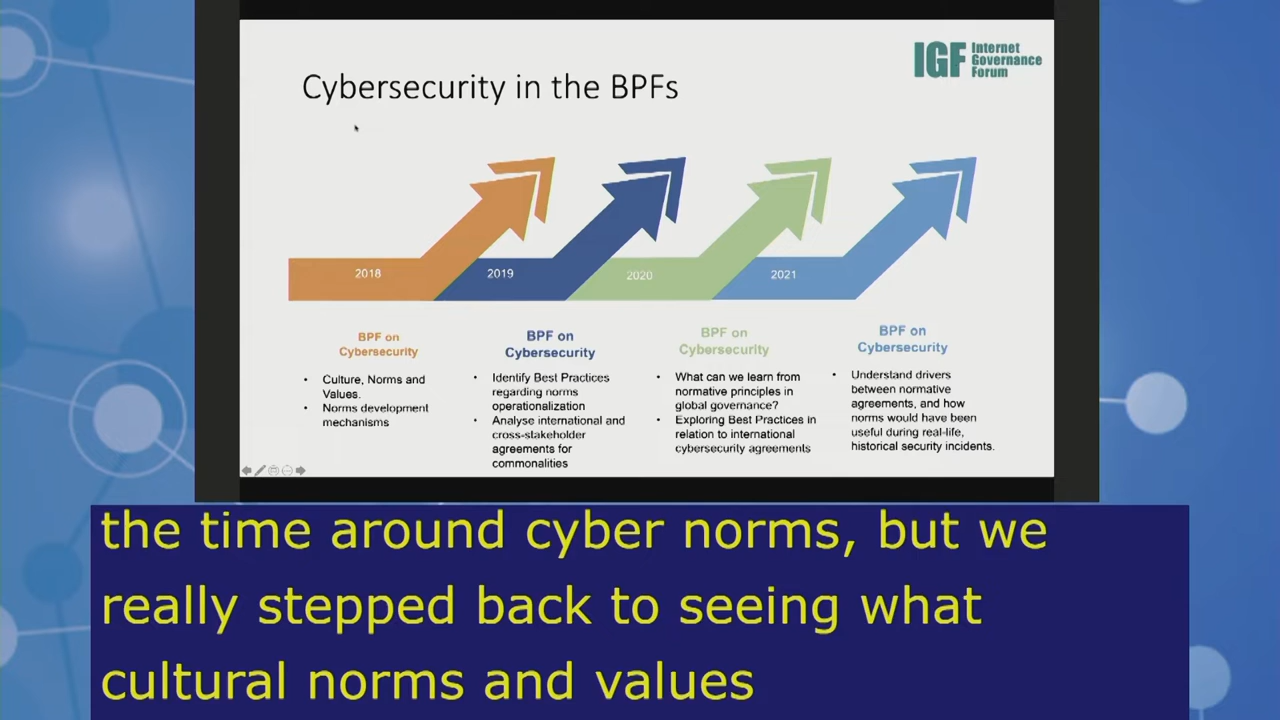 IGF Internet
Governance
Forum
Cybersecurity in the BPFs
2018
2019
2020
2021
BPF on
Cybersecurity
• Culture, Norms and
Values.
• Norms development
mechanisms
BPF on
Cybersecurity
• Identify Best Practices
regarding norms
operationalization
• Analyse international and
cross-stakeholder
agreements for
commonalities
BPF on
Cybersecurity
• What can we learn from
normative principles in
global governance?
• Exploring Best Practices in
relation to international
cybersecurity agreements
BPF on
Cybersecurity
• Understand drivers
between normative
agreements, and how
norms would have been
useful during real-life,
historical security incidents.
the time around cyber norms, but we
really stepped back to seeing what
cultural norms and values